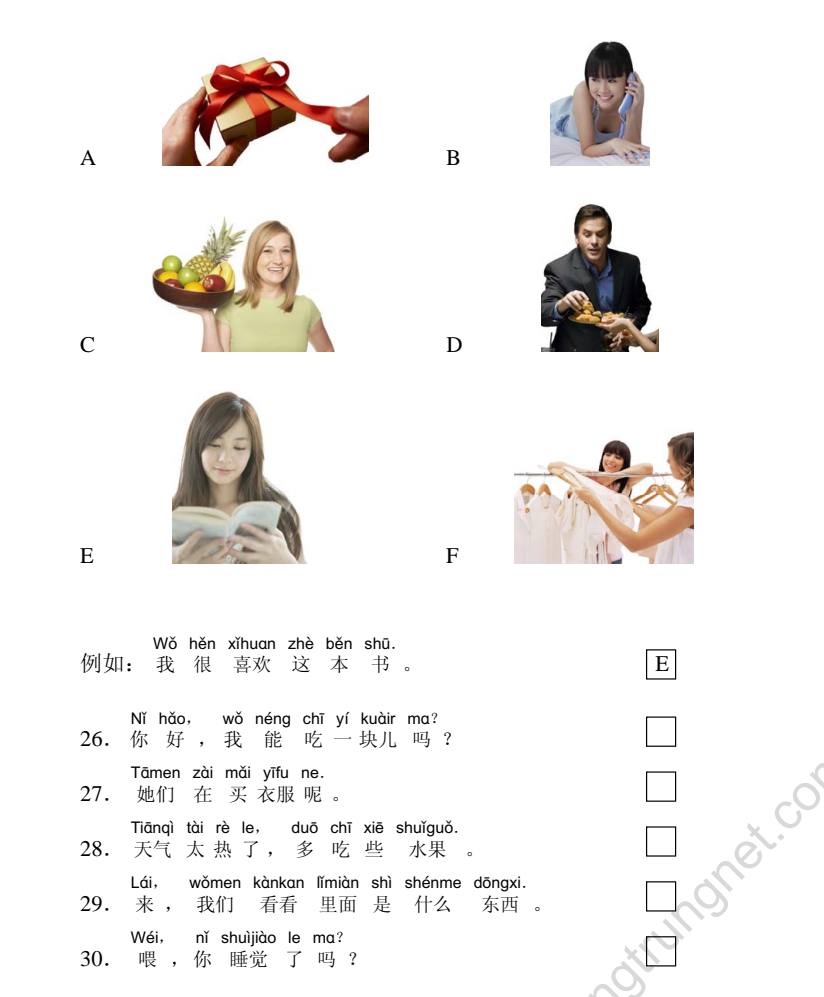 A
B
C
D
E
F
Wǒ hěn xǐhuan zhè běn shū.
例如: 我 很 喜欢 这 本 书 。
E
Nǐ hǎo, wǒ néng chī yí kuàir ma?
26. 你 好 , 我 能 吃 一 块儿 吗 ?
Tāmen zài mǎi yīfu ne.
27. 她们 在 买 衣服 呢 。
Tiānqì tài rè le, duō chī xiē shuǐguǒ.
28. 天气 太 热 了 , 多 吃 些 水果 。
Lái, wǒmen kànkan lǐmiàn shì shénme dōngxi.
29. 来 , 我们 看看 里面 是 什么 东西 。
Wéi, nǐ shuìjiào le ma?
30. 喂 , 你 睡觉 了 吗 ?